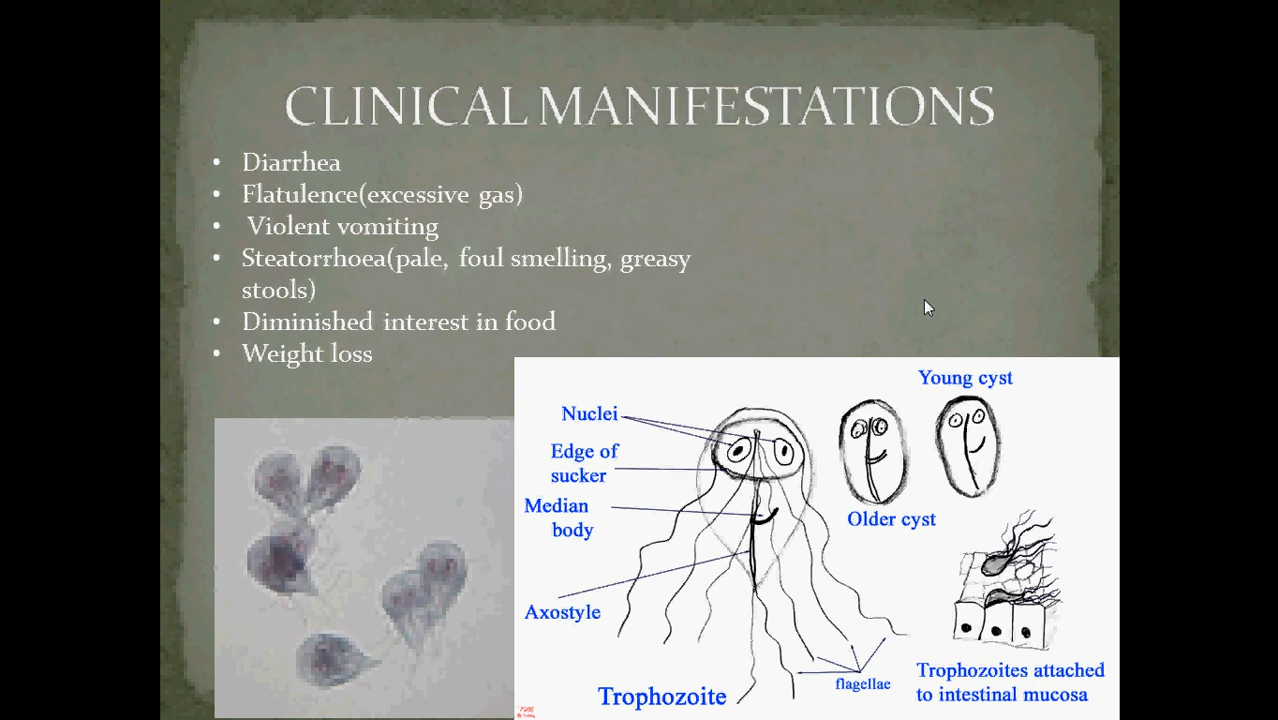 CLINICAL MANIFESTATIONS
• Diarrhea
• Flatulence(excessive gas)
• Violent vomiting
• Steatorrhoea(pale, foul smelling, greasy
stools)
• Diminished interest in food
• Weight loss
Young cyst
Nuclei
Edge of
sucker
Median
body
Older cyst
Axostyle
Trophozoites attached
to intestinal mucosa
flagellae
Trophozoite